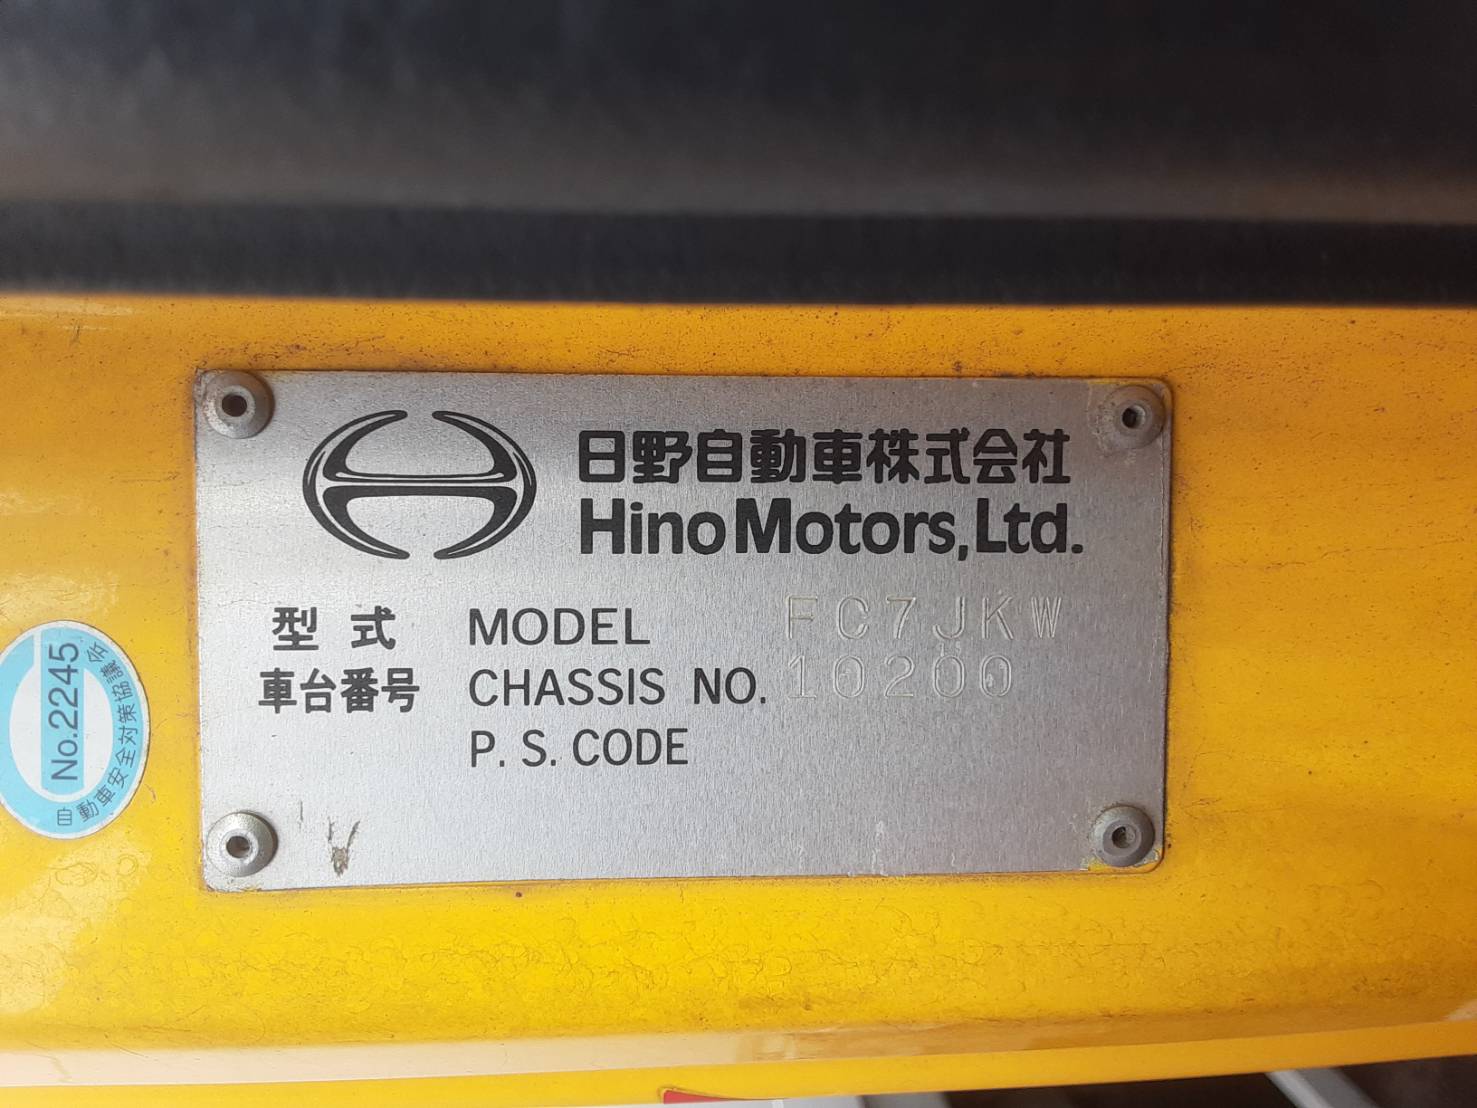 日野自動車株式会社
Hino Motors, Ltd.
型式 MODEL FC7JKW
車台番号 CHASSIS NO. 10200
P. S. CODE
No.2245
自動車安全対策協議会